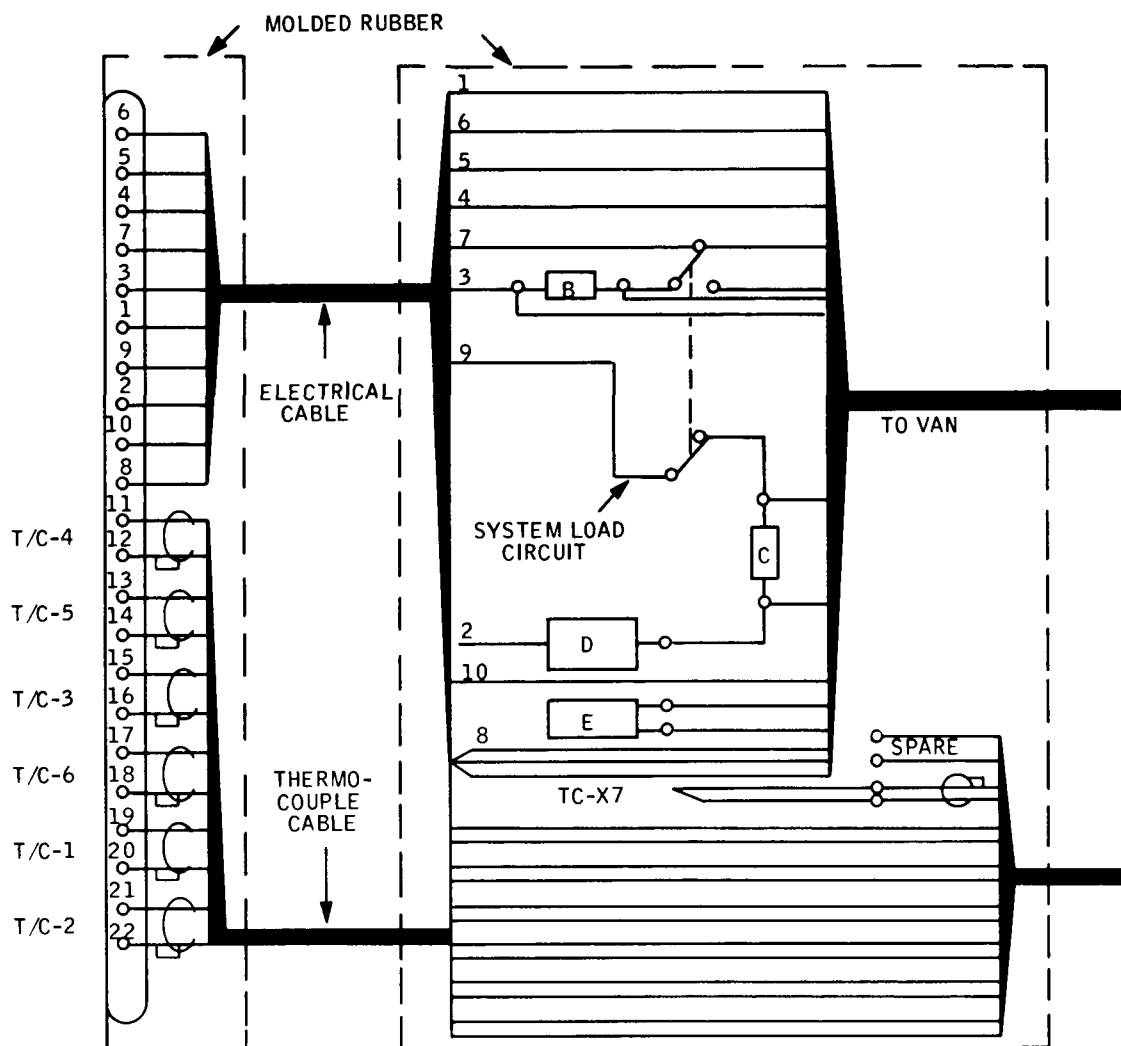 MOLDED RUBBER
6
5
4
7
3
1
9
2
10
8
11
12
13
14
15
16
17
18
19
20
21
22
T/C-4
T/C-5
T/C-3
T/C-6
T/C-1
T/C-2
ELECTRICAL
CABLE
THERMO-
COUPLE
CABLE
1
6
5
4
7
3
B
9
SYSTEM LOAD
CIRCUIT
C
2
D
10
E
8
TO VAN
SPARE
TC-X7